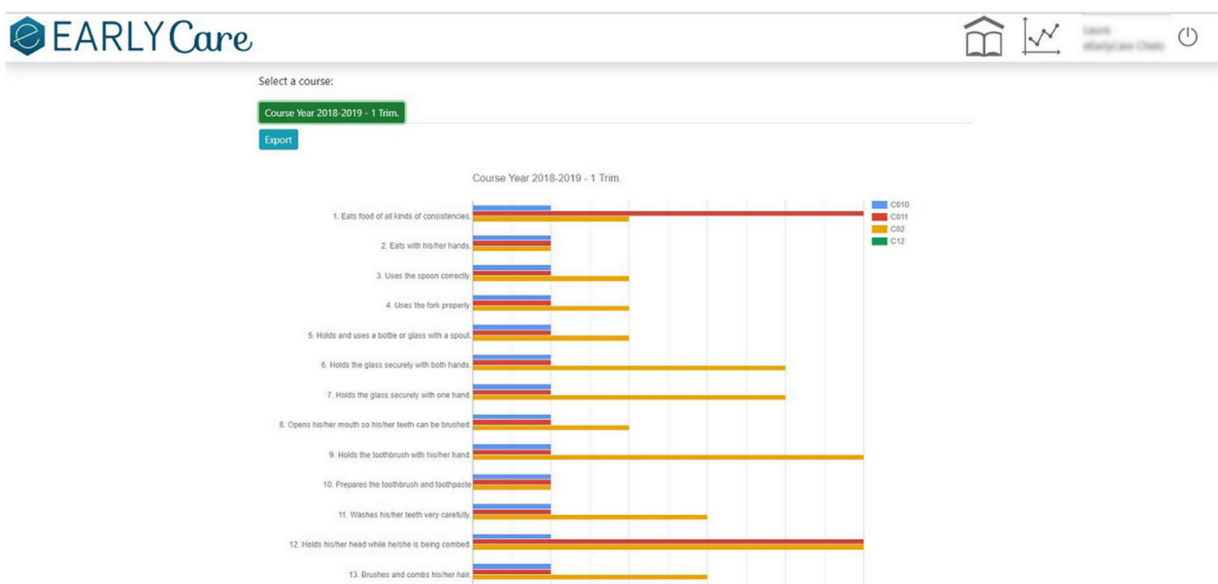 EARLYCare
Select a course:
Course Year 2018-2019 - 1 Trim.
Export
Course Year 2018-2019 - 1 Trim.
C010
C011
C02
C12
1. Eats food of all kinds of consistencies.
2. Eats with his/her hands.
3. Uses the spoon correctly.
4. Uses the fork properly.
5. Holds and uses a bottle or glass with a spout.
6. Holds the glass securely with both hands.
7. Holds the glass securely with one hand.
8. Opens his/her mouth so his/her teeth can be brushed.
9. Holds the toothbrush with his/her hand.
10. Prepares the toothbrush and toothpaste
11. Washes his/her teeth very carefully.
12. Holds his/her head while he/she is being combed.
13. Brushes and combs his/her hair.